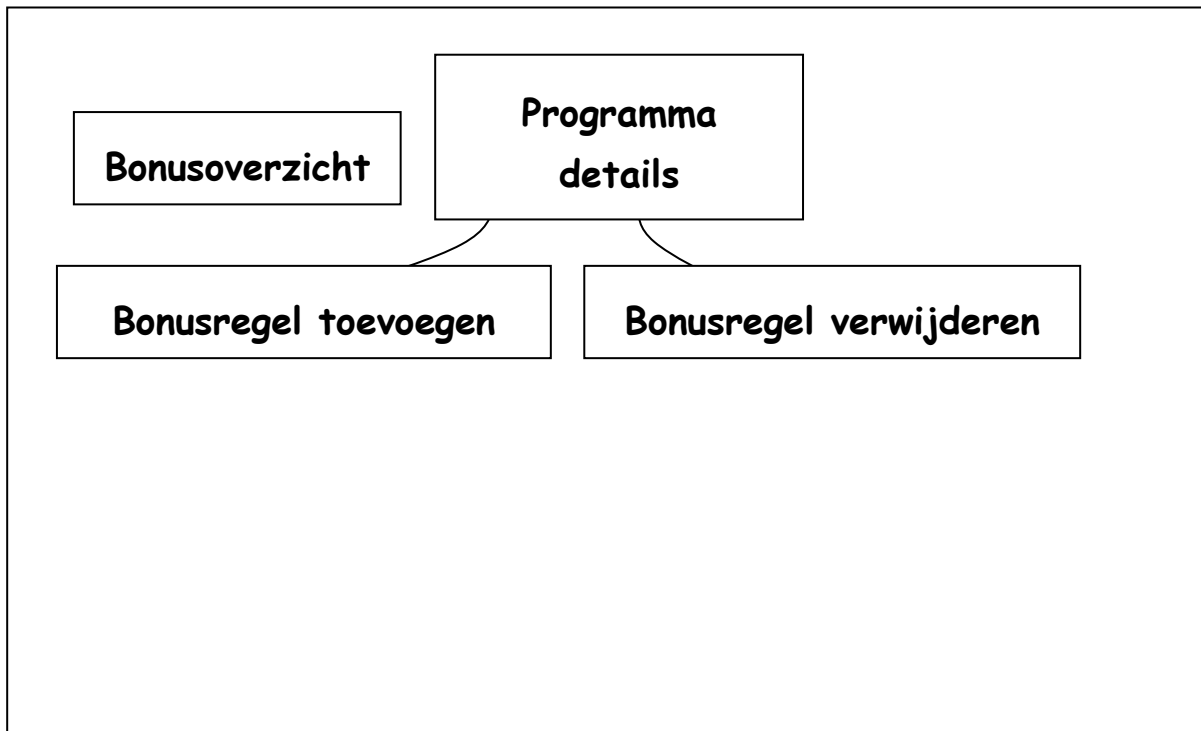 Bonusoverzicht
Programma
details
Bonusregel toevoegen
Bonusregel verwijderen